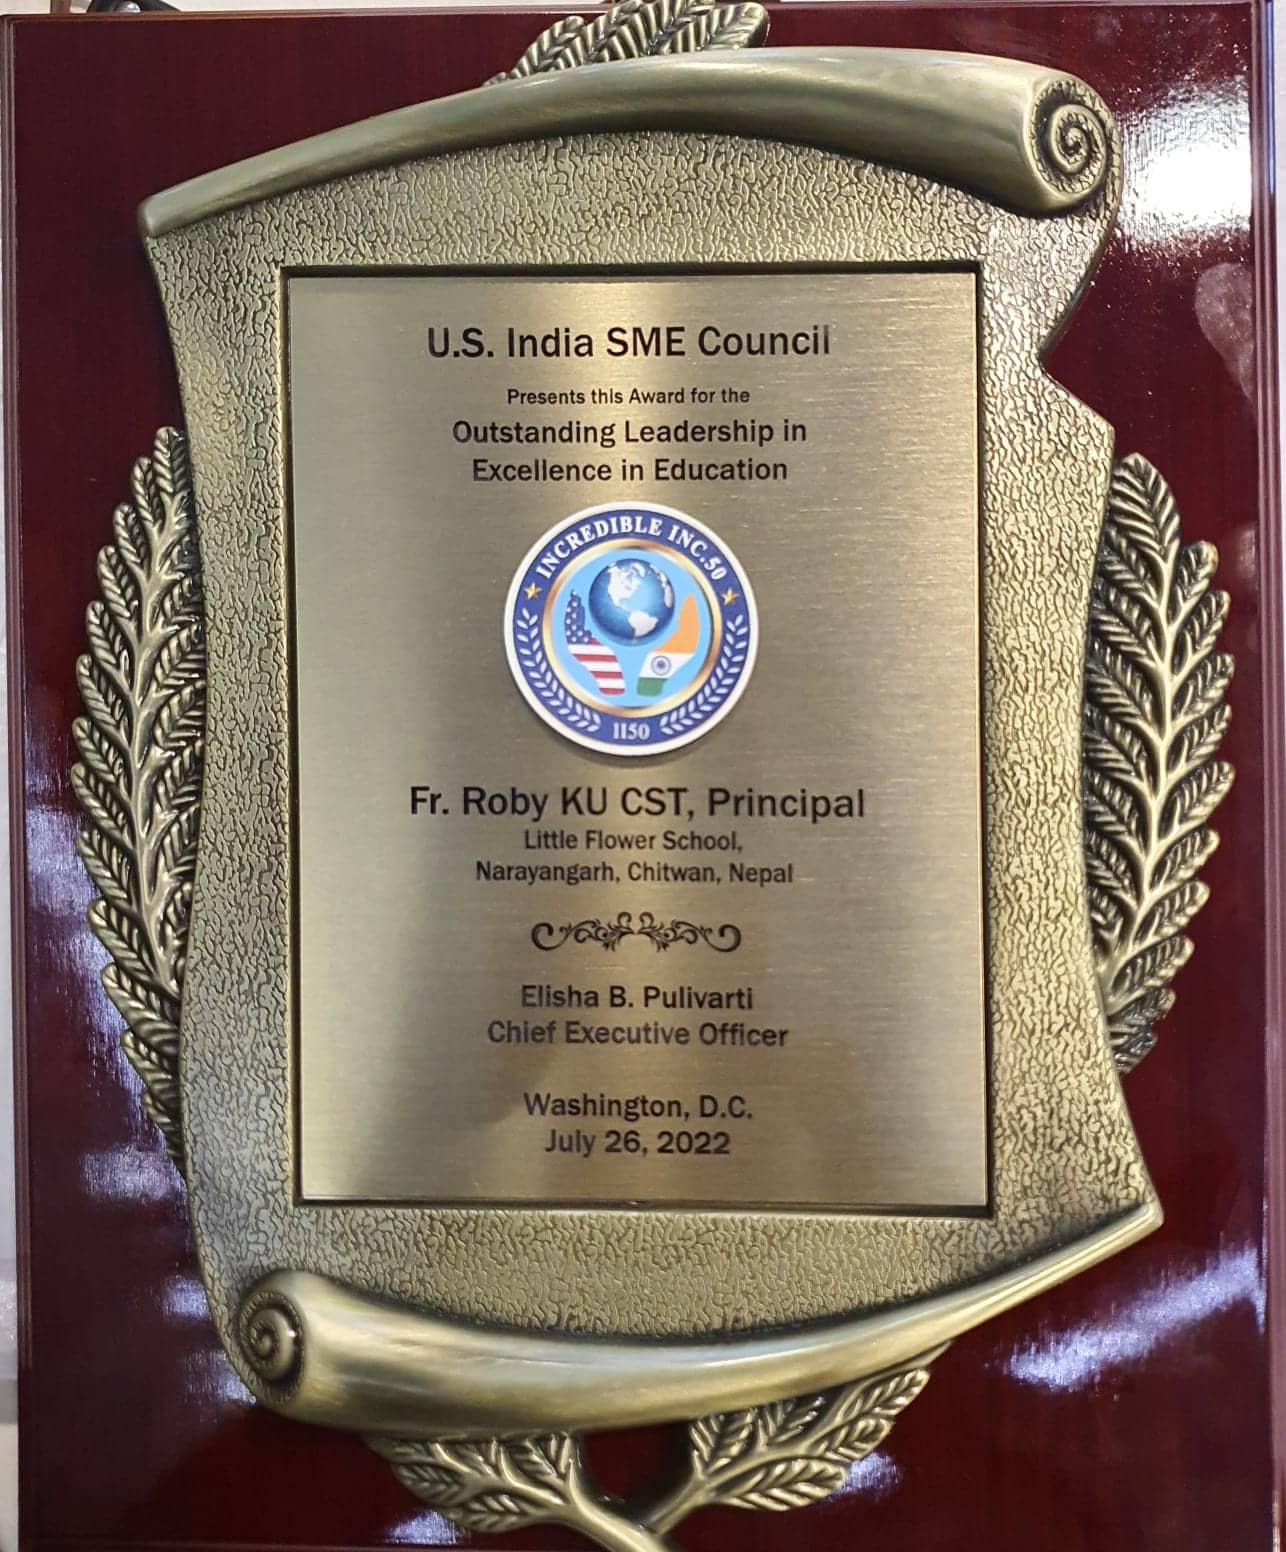 U.S. India SME Council
Presents this Award for the
Outstanding Leadership in
Excellence in Education
INCREDIBLE INC.50
1150
Fr. Roby KU CST, Principal
Little Flower School,
Narayangarh, Chitwan, Nepal
Elisha B. Pulivarti
Chief Executive Officer
Washington, D.C.
July 26, 2022